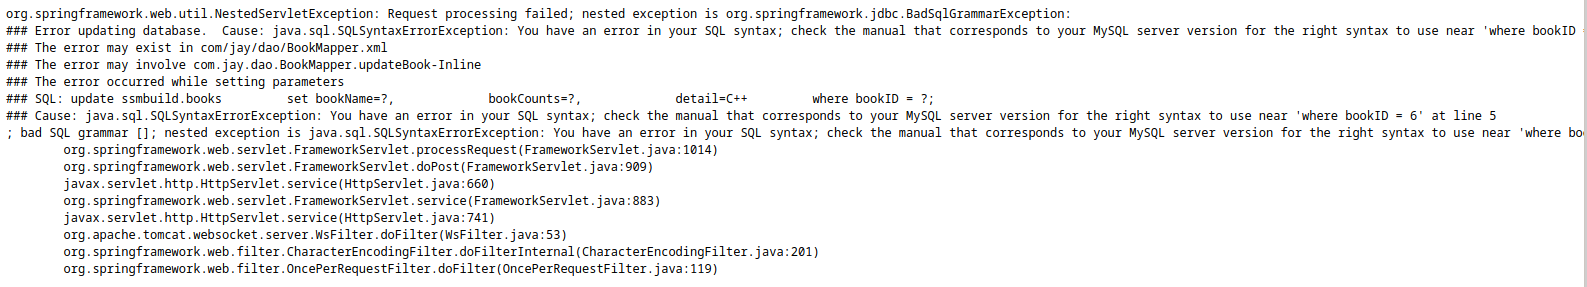 org.springframework.web.util.NestedServletException: Request processing failed; nested exception is org.springframework.jdbc.BadSqlGrammarException:
### Error updating database.  Cause: java.sql.SQLSyntaxErrorException: You have an error in your SQL syntax; check the manual that corresponds to your MySQL server version for the right syntax to use near 'where bookID
### The error may exist in com/jay/dao/BookMapper.xml
### The error may involve com.jay.dao.BookMapper.updateBook-Inline
### The error occurred while setting parameters
### SQL: update ssmbuild.books         set bookName=?,             bookCounts=?,             detail=C++         where bookID = ?;
### Cause: java.sql.SQLSyntaxErrorException: You have an error in your SQL syntax; check the manual that corresponds to your MySQL server version for the right syntax to use near 'where bookID = 6' at line 5
; bad SQL grammar []; nested exception is java.sql.SQLSyntaxErrorException: You have an error in your SQL syntax; check the manual that corresponds to your MySQL server version for the right syntax to use near 'where bo
org.springframework.web.servlet.FrameworkServlet.processRequest(FrameworkServlet.java:1014)
org.springframework.web.servlet.FrameworkServlet.doPost(FrameworkServlet.java:909)
javax.servlet.http.HttpServlet.service(HttpServlet.java:660)
org.springframework.web.servlet.FrameworkServlet.service(FrameworkServlet.java:883)
javax.servlet.http.HttpServlet.service(HttpServlet.java:741)
org.apache.tomcat.websocket.server.WsFilter.doFilter(WsFilter.java:53)
org.springframework.web.filter.CharacterEncodingFilter.doFilterInternal(CharacterEncodingFilter.java:201)
org.springframework.web.filter.OncePerRequestFilter.doFilter(OncePerRequestFilter.java:119)